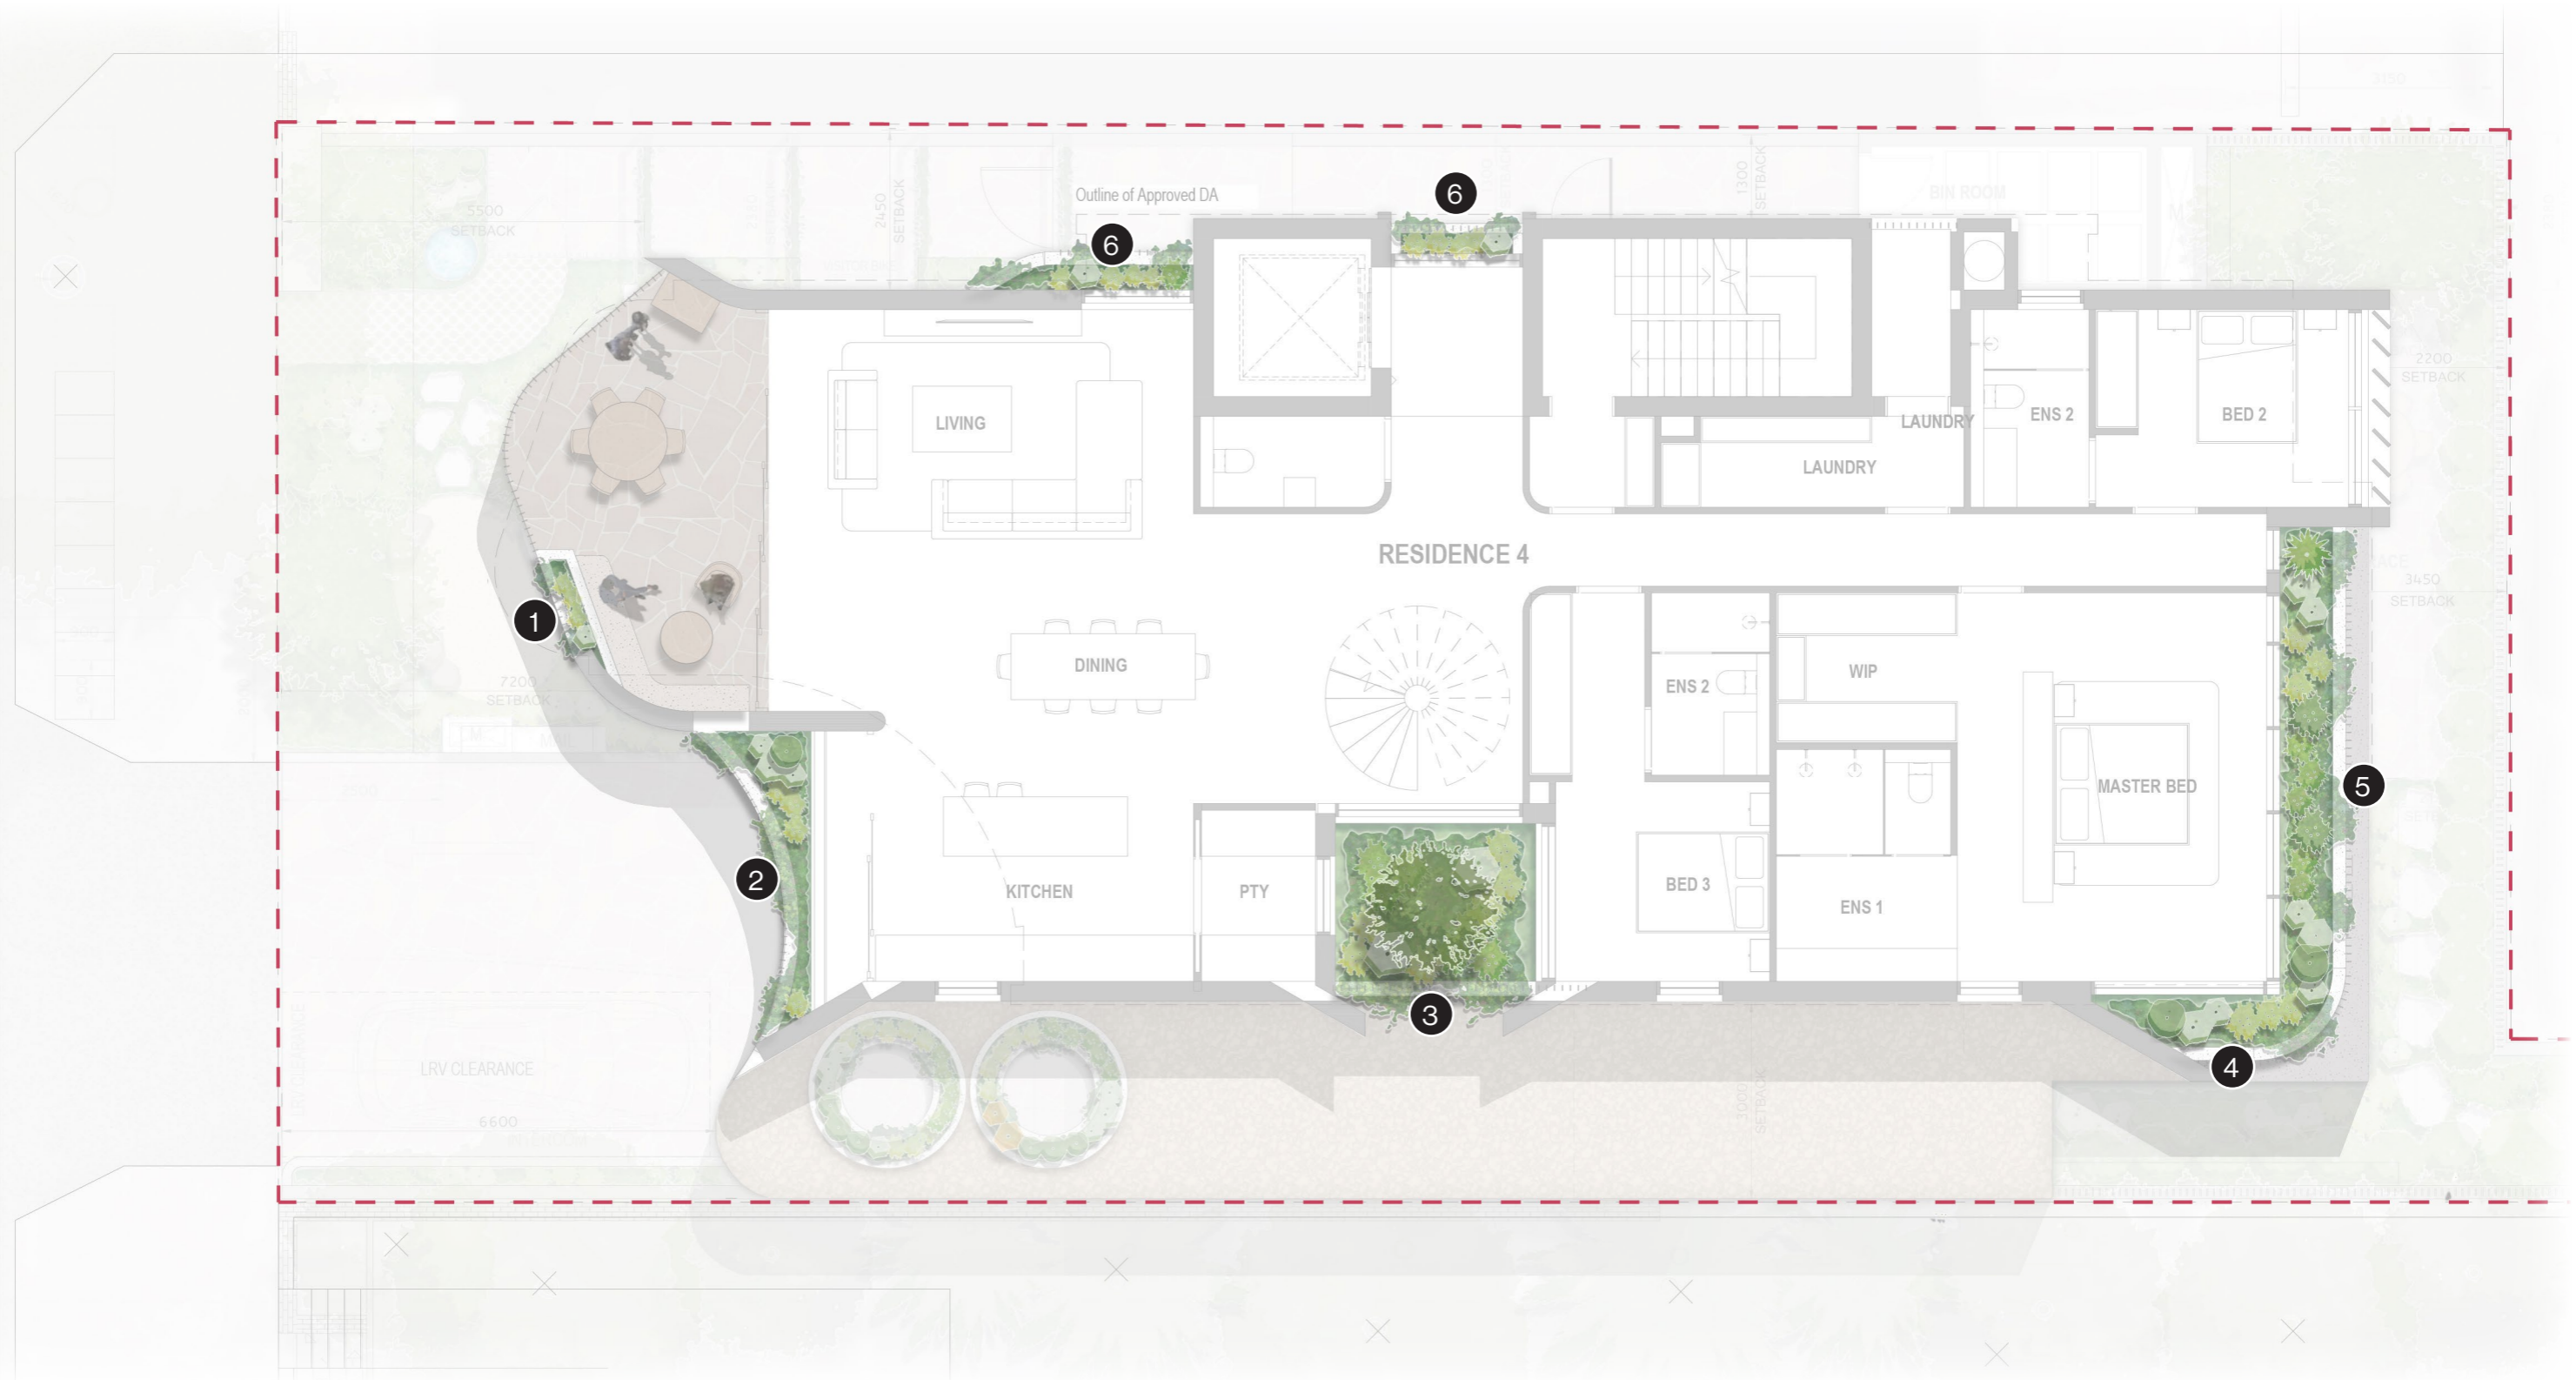 3190
Outline of Approved DA
6
6
5500
SETBACK
2450
SETBACK
1300
SETBACK
BIN ROOM
2200
SETBACK
LIVING
LAUNDRY
LAUNDRY
ENS 2
BED 2
RESIDENCE 4
3450
SETBACK
1
7200
SETBACK
DINING
ENS 2
WIP
MASTER BED
5
2
KITCHEN
PTY
BED 3
ENS 1
3
4
LRV CLEARANCE
6600
SETBACK